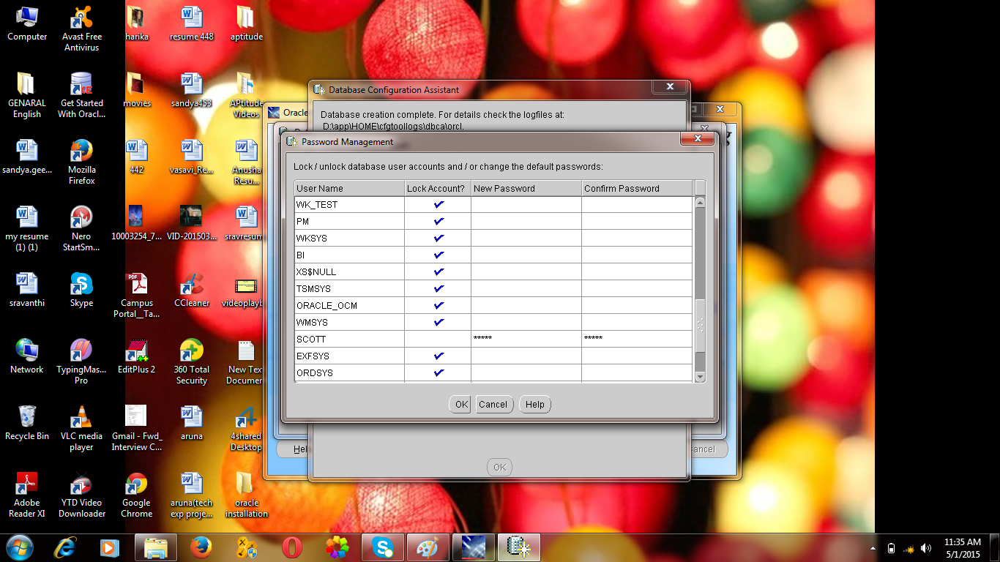 Computer
Avast Free
Antivirus
harika
resume 448
aptitude
GENARAL
English
Get Started
With Oracl...
movies
sandya453
APtitude
Videos
sandya.gee...
Mozilla
Firefox
442
vasavi_Re...
Anusha
Resu...
my resume
(1) (1)
Nero
StartSm...
10003254_7...
VID-201503...
sravresum
sravanthi
Skype
Campus
Portal__Ta...
CCleaner
videoplayb
Network
TypingMas...
Pro
EditPlus 2
360 Total
Security
New Text
Documen
Recycle Bin
VLC media
player
Gmail - Fwd_
Interview C...
aruna
4shared
Desktop
Adobe
Reader XI
YTD Video
Downloader
Google
Chrome
aruna(tech
exp proje...
oracle
installation
Database Configuration Assistant
Database creation complete. For details check the logfiles at:
D:\app\HOME\cfgtoollogs\dbca\orcl.
Oracle
Password Management
Lock / unlock database user accounts and / or change the default passwords:
User Name Lock Account? New Password Confirm Password
WK_TEST
PM
WKSYS
BI
XS$NULL
TSMSYS
ORACLE_OCM
WMSYS
SCOTT ***** *****
EXFSYS
ORDSYS
OK Cancel Help
Hel
ancel
OK
11:35 AM
5/1/2015